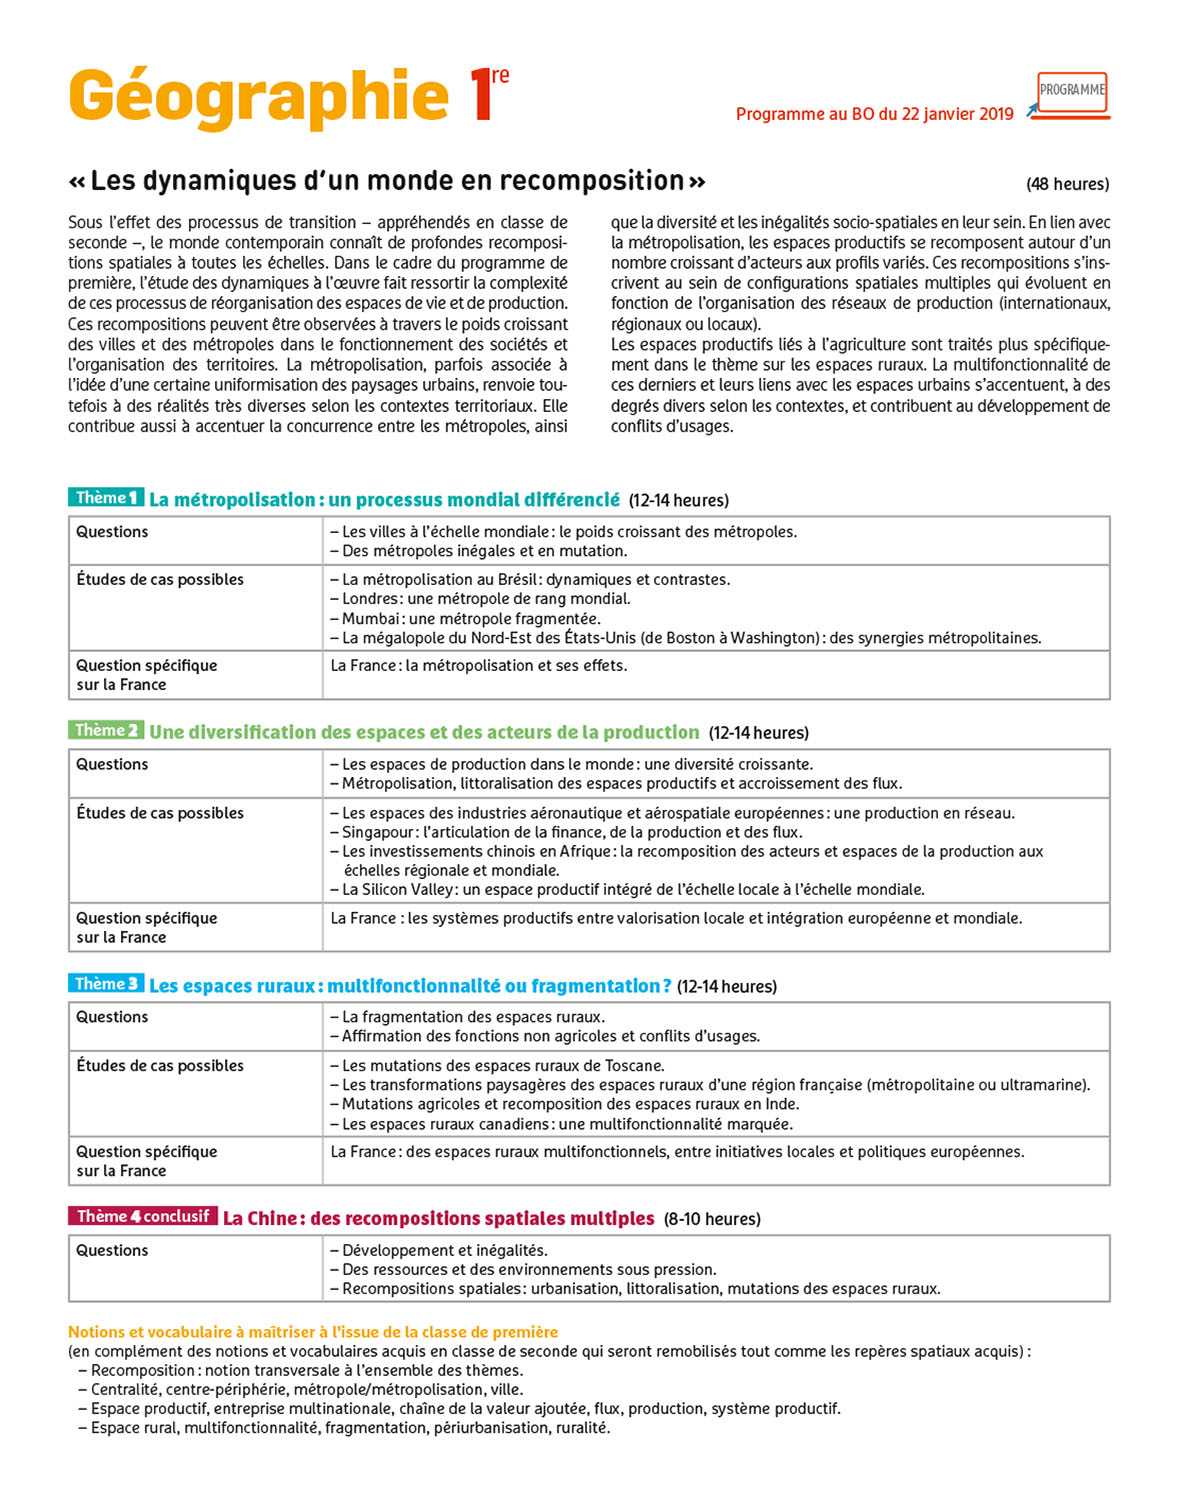 Géographie 1re
PROGRAMME
Programme au BO du 22 janvier 2019
« Les dynamiques d’un monde en recomposition » (48 heures)
Sous l’effet des processus de transition – appréhendés en classe de
seconde –, le monde contemporain connaît de profondes recomposi-
tions spatiales à toutes les échelles. Dans le cadre du programme de
première, l’étude des dynamiques à l’œuvre fait ressortir la complexité
de ces processus de réorganisation des espaces de vie et de production.
Ces recompositions peuvent être observées à travers le poids croissant
des villes et des métropoles dans le fonctionnement des sociétés et
l’organisation des territoires. La métropolisation, parfois associée à
l’idée d’une certaine uniformisation des paysages urbains, renvoie tou-
tefois à des réalités très diverses selon les contextes territoriaux. Elle
contribue aussi à accentuer la concurrence entre les métropoles, ainsi
que la diversité et les inégalités socio-spatiales en leur sein. En lien avec
la métropolisation, les espaces productifs se recomposent autour d’un
nombre croissant d’acteurs aux profils variés. Ces recompositions s’ins-
crivent au sein de configurations spatiales multiples qui évoluent en
fonction de l’organisation des réseaux de production (internationaux,
régionaux ou locaux).
Les espaces productifs liés à l’agriculture sont traités plus spécifique-
ment dans le thème sur les espaces ruraux. La multifonctionnalité de
ces derniers et leurs liens avec les espaces urbains s’accentuent, à des
degrés divers selon les contextes, et contribuent au développement de
conflits d’usages.
Thème 1 La métropolisation : un processus mondial différencié (12-14 heures)
Questions
– Les villes à l’échelle mondiale : le poids croissant des métropoles.
– Des métropoles inégales et en mutation.
Études de cas possibles
– La métropolisation au Brésil : dynamiques et contrastes.
– Londres : une métropole de rang mondial.
– Mumbai : une métropole fragmentée.
– La mégalopole du Nord-Est des États-Unis (de Boston à Washington) : des synergies métropolitaines.
Question spécifique
sur la France
La France : la métropolisation et ses effets.
Thème 2 Une diversification des espaces et des acteurs de la production (12-14 heures)
Questions
– Les espaces de production dans le monde : une diversité croissante.
– Métropolisation, littoralisation des espaces productifs et accroissement des flux.
Études de cas possibles
– Les espaces des industries aéronautique et aérospatiale européennes : une production en réseau.
– Singapour : l’articulation de la finance, de la production et des flux.
– Les investissements chinois en Afrique : la recomposition des acteurs et espaces de la production aux
échelles régionale et mondiale.
– La Silicon Valley : un espace productif intégré de l’échelle locale à l’échelle mondiale.
Question spécifique
sur la France
La France : les systèmes productifs entre valorisation locale et intégration européenne et mondiale.
Thème 3 Les espaces ruraux : multifonctionnalité ou fragmentation ? (12-14 heures)
Questions
– La fragmentation des espaces ruraux.
– Affirmation des fonctions non agricoles et conflits d’usages.
Études de cas possibles
– Les mutations des espaces ruraux de Toscane.
– Les transformations paysagères des espaces ruraux d’une région française (métropolitaine ou ultramarine).
– Mutations agricoles et recomposition des espaces ruraux en Inde.
– Les espaces ruraux canadiens : une multifonctionnalité marquée.
Question spécifique
sur la France
La France : des espaces ruraux multifonctionnels, entre initiatives locales et politiques européennes.
Thème 4 conclusif La Chine : des recompositions spatiales multiples (8-10 heures)
Questions
– Développement et inégalités.
– Des ressources et des environnements sous pression.
– Recompositions spatiales : urbanisation, littoralisation, mutations des espaces ruraux.
Notions et vocabulaire à maîtriser à l’issue de la classe de première
(en complément des notions et vocabulaires acquis en classe de seconde qui seront remobilisés tout comme les repères spatiaux acquis) :
– Recomposition : notion transversale à l’ensemble des thèmes.
– Centralité, centre-périphérie, métropole/métropolisation, ville.
– Espace productif, entreprise multinationale, chaîne de la valeur ajoutée, flux, production, système productif.
– Espace rural, multifonctionnalité, fragmentation, périurbanisation, ruralité.